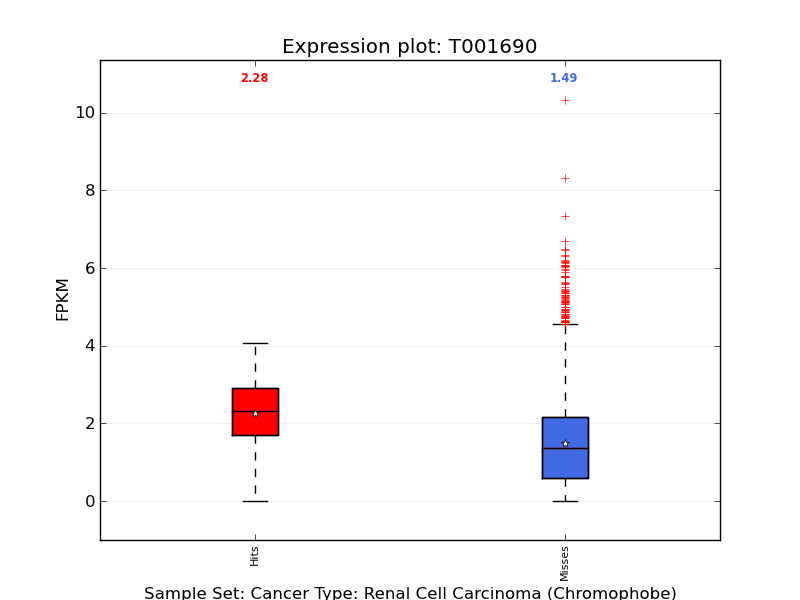 Expression plot: T001690
2.28
1.49
10
8
6
4
2
0
FPKM
Hits
Misses
Sample Set: Cancer Type: Renal Cell Carcinoma (Chromophobe)